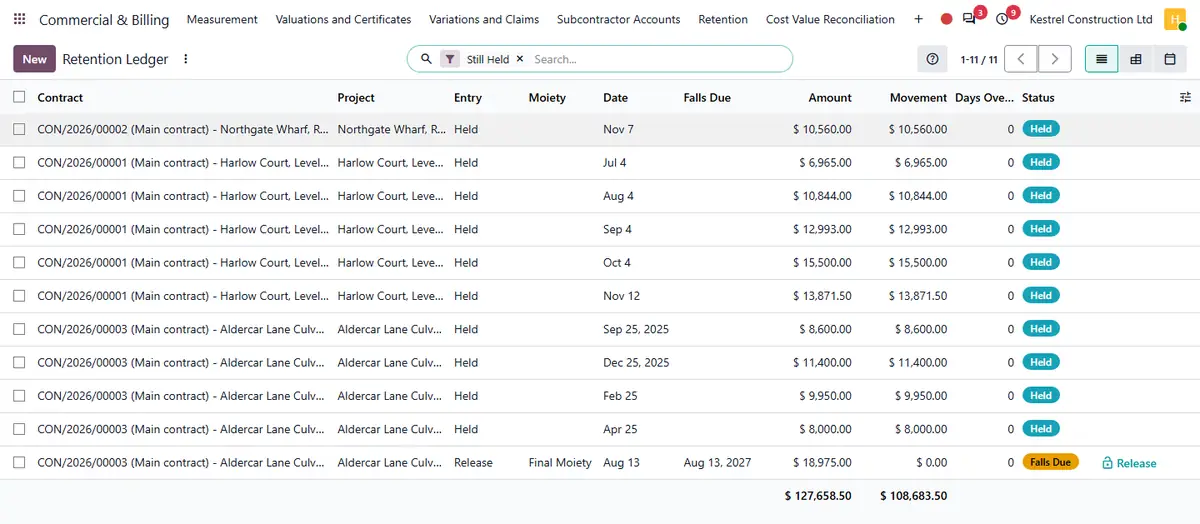 Commercial & Billing Measurement Valuations and Certificates Variations and Claims Subcontractor Accounts Retention Cost Value Reconciliation + 3 9 Kestrel Construction Ltd H
New Retention Ledger Still Held × Search... 1-11 / 11
Contract Project Entry Moiety Date Falls Due Amount Movement Days Ove... Status
CON/2026/00002 (Main contract) - Northgate Wharf, R... Northgate Wharf, R... Held Nov 7 $ 10,560.00 $ 10,560.00 0 Held
CON/2026/00001 (Main contract) - Harlow Court, Level... Harlow Court, Leve... Held Jul 4 $ 6,965.00 $ 6,965.00 0 Held
CON/2026/00001 (Main contract) - Harlow Court, Level... Harlow Court, Leve... Held Aug 4 $ 10,844.00 $ 10,844.00 0 Held
CON/2026/00001 (Main contract) - Harlow Court, Level... Harlow Court, Leve... Held Sep 4 $ 12,993.00 $ 12,993.00 0 Held
CON/2026/00001 (Main contract) - Harlow Court, Level... Harlow Court, Leve... Held Oct 4 $ 15,500.00 $ 15,500.00 0 Held
CON/2026/00001 (Main contract) - Harlow Court, Level... Harlow Court, Leve... Held Nov 12 $ 13,871.50 $ 13,871.50 0 Held
CON/2026/00003 (Main contract) - Aldercar Lane Culv... Aldercar Lane Culv... Held Sep 25, 2025 $ 8,600.00 $ 8,600.00 0 Held
CON/2026/00003 (Main contract) - Aldercar Lane Culv... Aldercar Lane Culv... Held Dec 25, 2025 $ 11,400.00 $ 11,400.00 0 Held
CON/2026/00003 (Main contract) - Aldercar Lane Culv... Aldercar Lane Culv... Held Feb 25 $ 9,950.00 $ 9,950.00 0 Held
CON/2026/00003 (Main contract) - Aldercar Lane Culv... Aldercar Lane Culv... Held Apr 25 $ 8,000.00 $ 8,000.00 0 Held
CON/2026/00003 (Main contract) - Aldercar Lane Culv... Aldercar Lane Culv... Release Final Moiety Aug 13 Aug 13, 2027 $ 18,975.00 $ 0.00 0 Falls Due Release
$ 127,658.50 $ 108,683.50